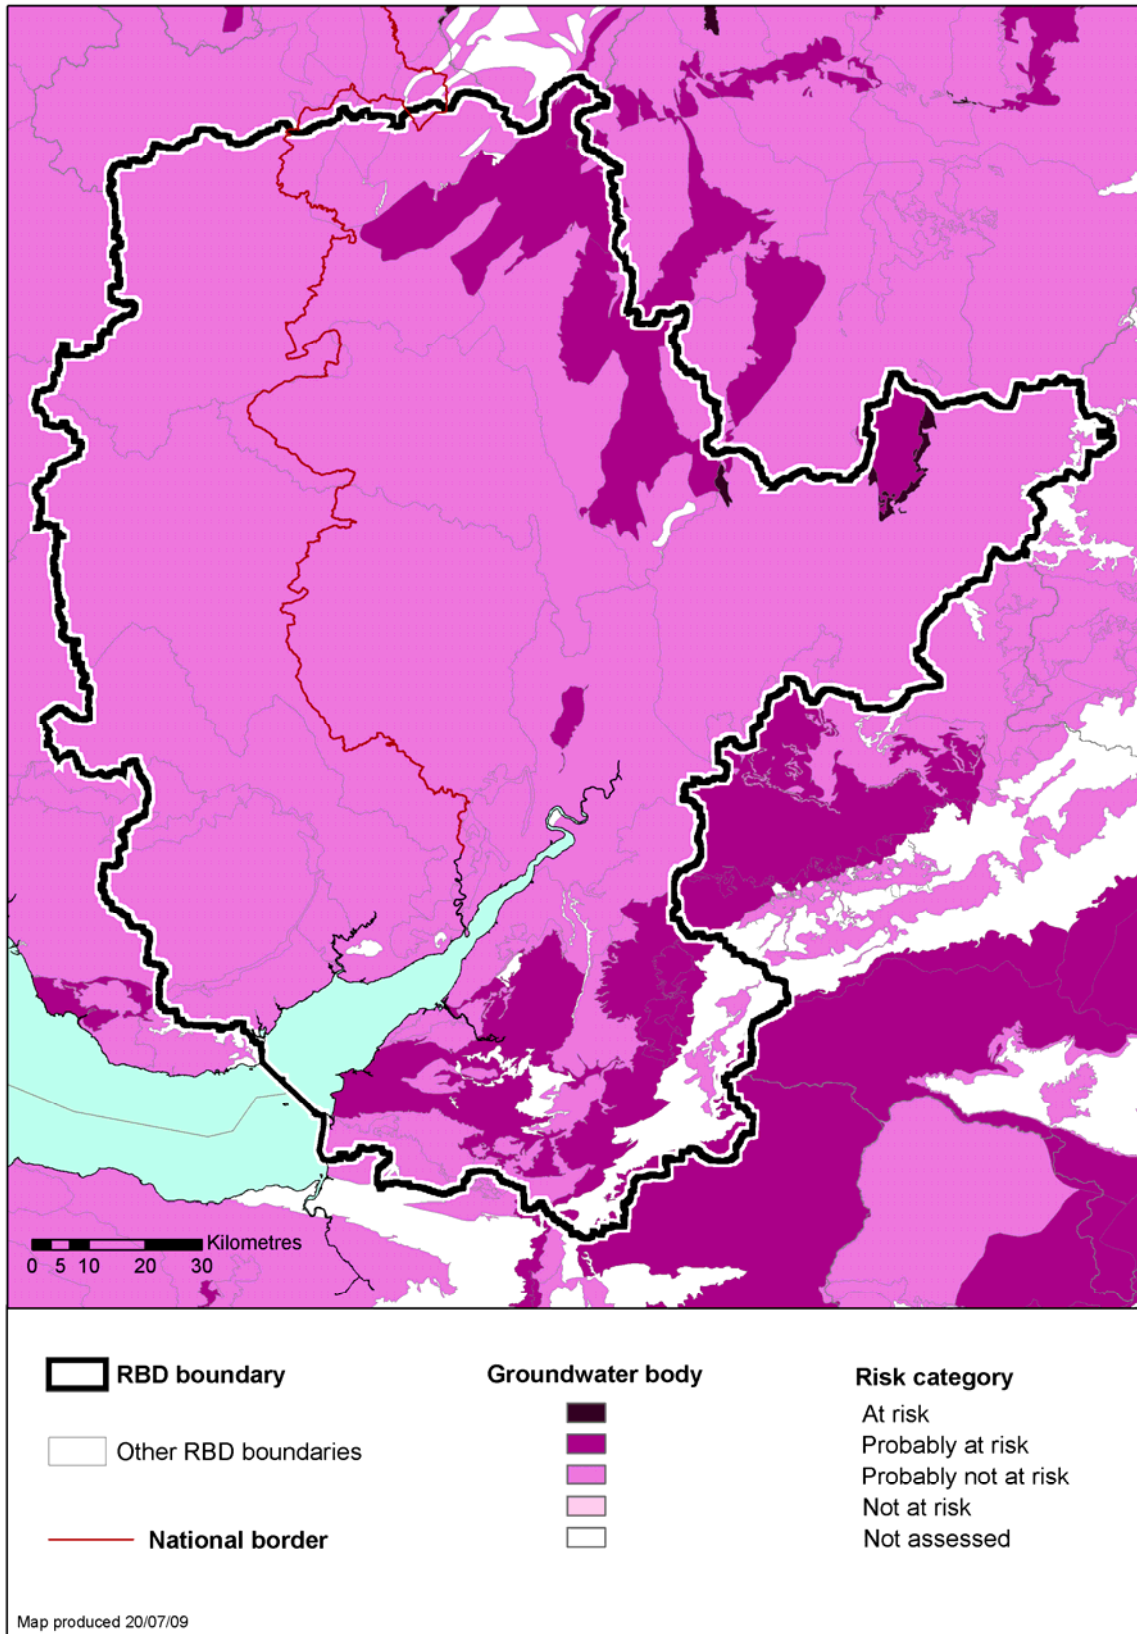 Kilometres
0 5 10 20 30
RBD boundary
Other RBD boundaries
National border
Groundwater body
Risk category
At risk
Probably at risk
Probably not at risk
Not at risk
Not assessed
Map produced 20/07/09